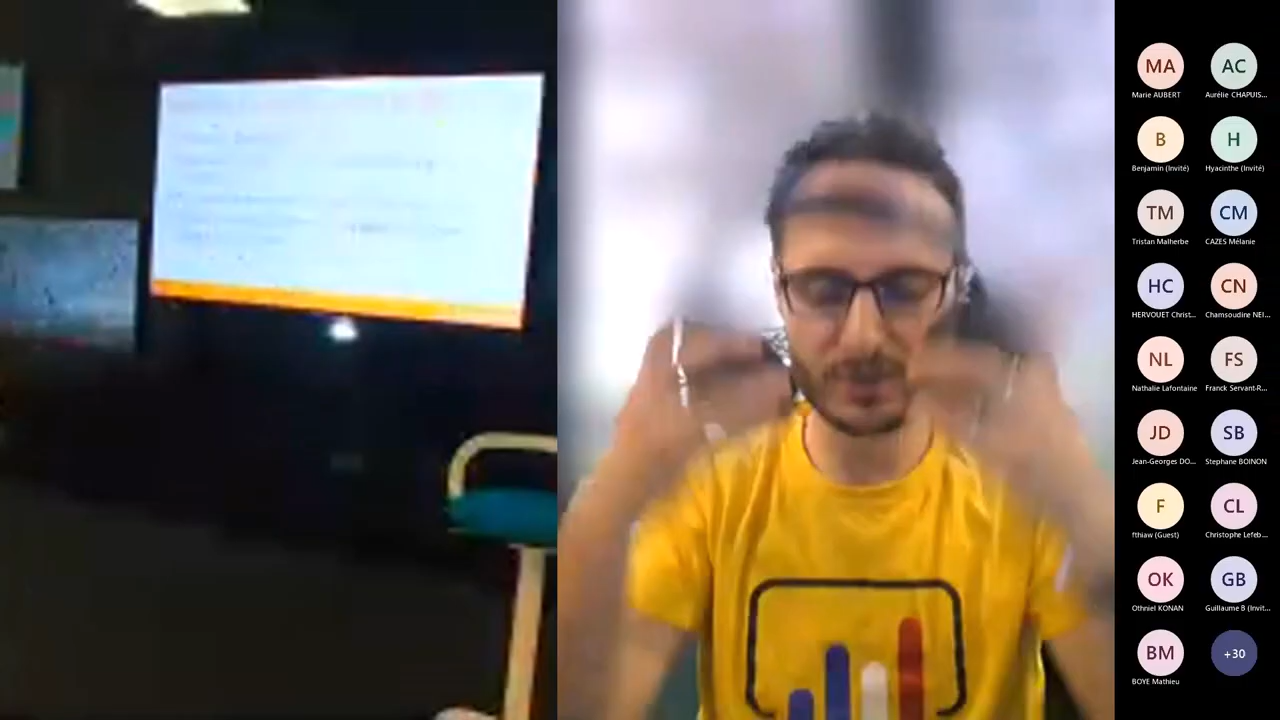 MA AC
Marie AUBERT Aurélie CHAPUIS...
B H
Benjamin (Invité) Hyacinthe (Invité)
TM CM
Tristan Malherbe CAZES Mélanie
HC CN
HERVOUET Christ... Chamsoudine NEI...
NL FS
Nathalie Lafontaine Franck Servant-R...
JD SB
Jean-Georges DO... Stephane BOINON
F CL
fthiaw (Guest) Christophe Lefeb...
OK GB
Othniel KONAN Guillaume B (Invit...
BM +30
BOYE Mathieu